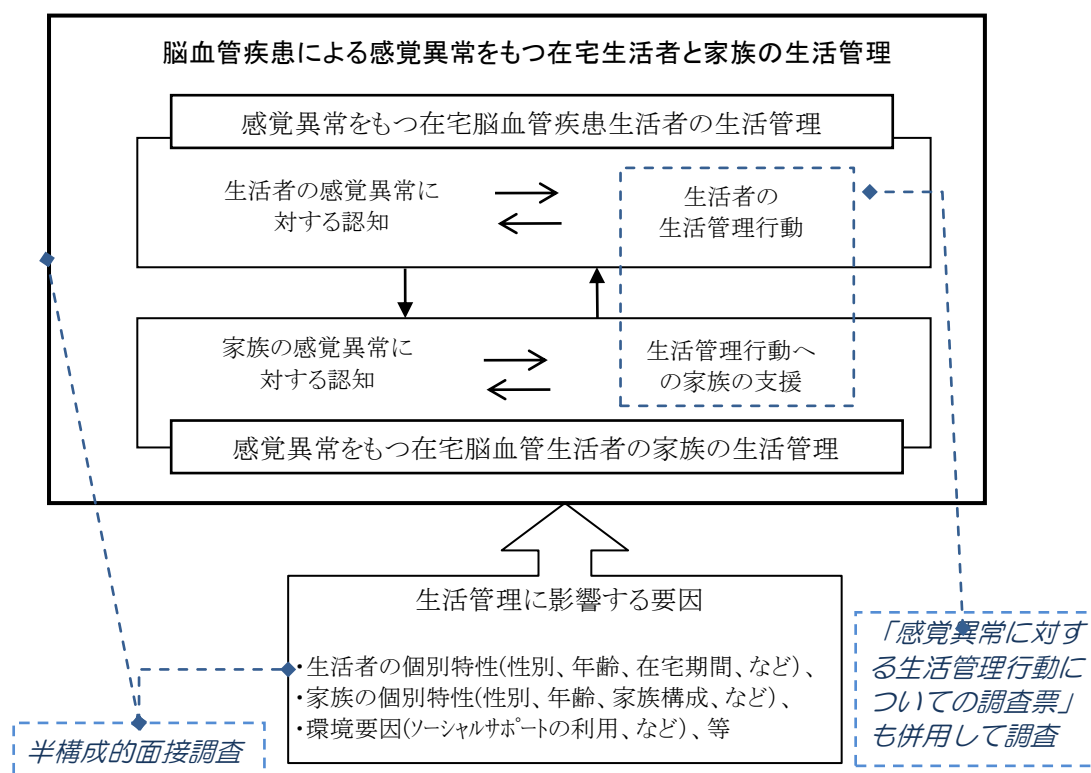 脳血管疾患による感覚異常をもつ在宅生活者と家族の生活管理
感覚異常をもつ在宅脳血管疾患生活者の生活管理
生活者の感覚異常に
対する認知
生活者の
生活管理行動
家族の感覚異常に
対する認知
生活管理行動へ
の家族の支援
感覚異常をもつ在宅脳血管生活者の家族の生活管理
生活管理に影響する要因
・生活者の個別特性(性別、年齢、在宅期間、など)、
・家族の個別特性(性別、年齢、家族構成、など)、
・環境要因(ソーシャルサポートの利用、など)、等
半構成的面接調査
「感覚異常に対す
る生活管理行動に
ついての調査票」
も併用して調査